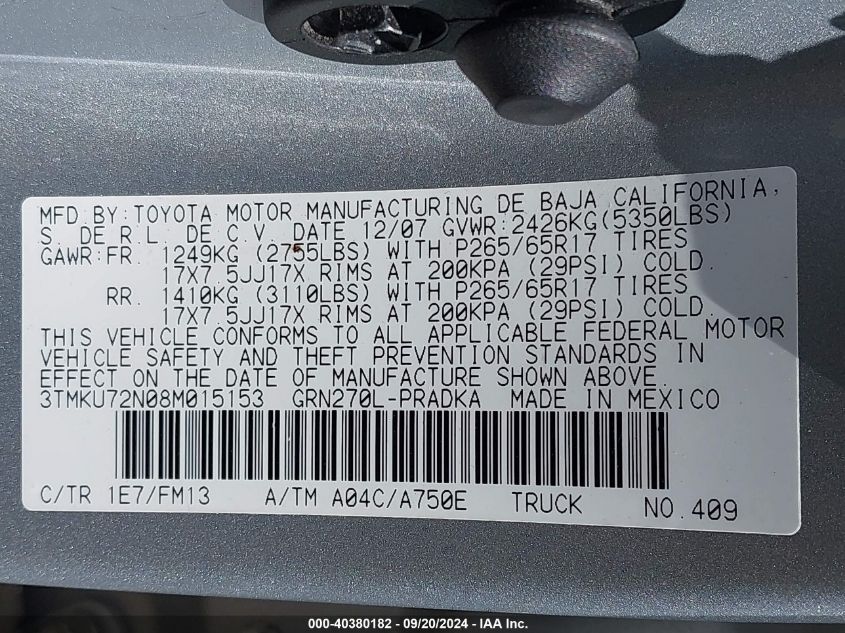 MFD.BY:TOYOTA MOTOR MANUFACTURING DE BAJA CALIFORNIA,
S. DE R.L. DE C.V. DATE 12/07 GVWR:2426KG(5350LBS)
GAWR:FR. 1249KG (2755LBS) WITH P265/65R17 TIRES
17X7.5JJ17X RIMS AT 200KPA (29PSI) COLD.
RR. 1410KG (3110LBS) WITH P265/65R17 TIRES
17X7.5JJ17X RIMS AT 200KPA (29PSI) COLD.
THIS VEHICLE CONFORMS TO ALL APPLICABLE FEDERAL MOTOR
VEHICLE SAFETY AND THEFT PREVENTION STANDARDS IN
EFFECT ON THE DATE OF MANUFACTURE SHOWN ABOVE.
3TMKU72N08M015153 GRN270L-PRADKA MADE IN MEXICO
C/TR 1E7/FM13 A/TM A04C/A750E TRUCK NO.409
000-40380182 - 09/20/2024 - IAA Inc.